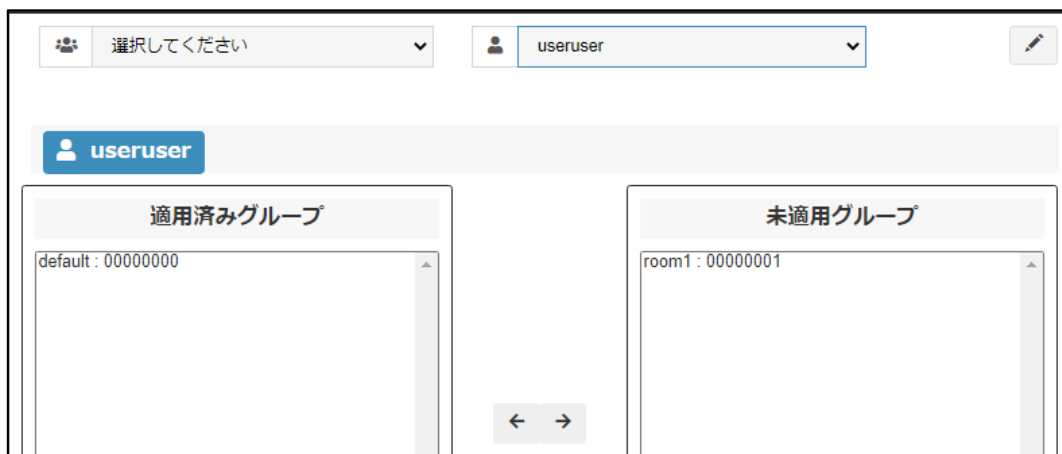 選択してください
useruser
useruser
適用済みグループ
default : 00000000
未適用グループ
room1 : 00000001